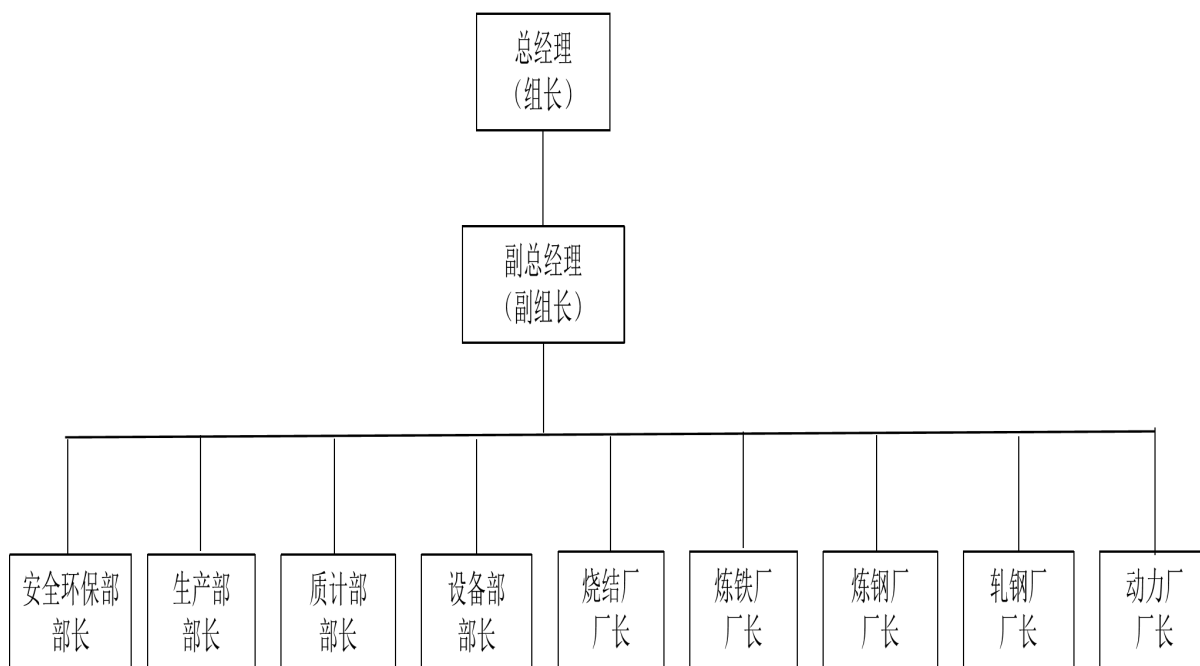 总经理
（组长）
副总经理
（副组长）
安全环保部
部长
生产部
部长
质计部
部长
设备部
部长
烧结厂
厂长
炼铁厂
厂长
炼钢厂
厂长
轧钢厂
厂长
动力厂
厂长